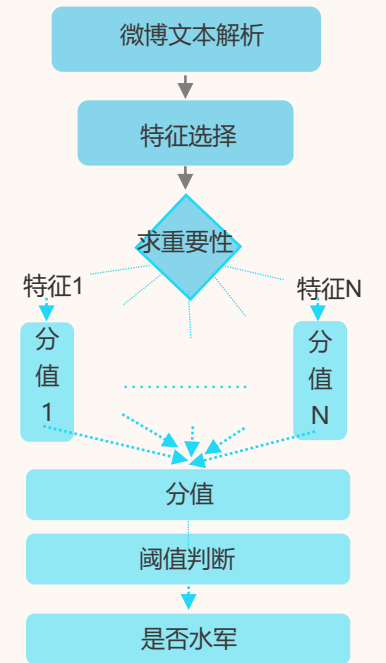 微博文本解析
特征选择
求重要性
特征1
特征N
分
值
1
分
值
N
分值
阈值判断
是否水军